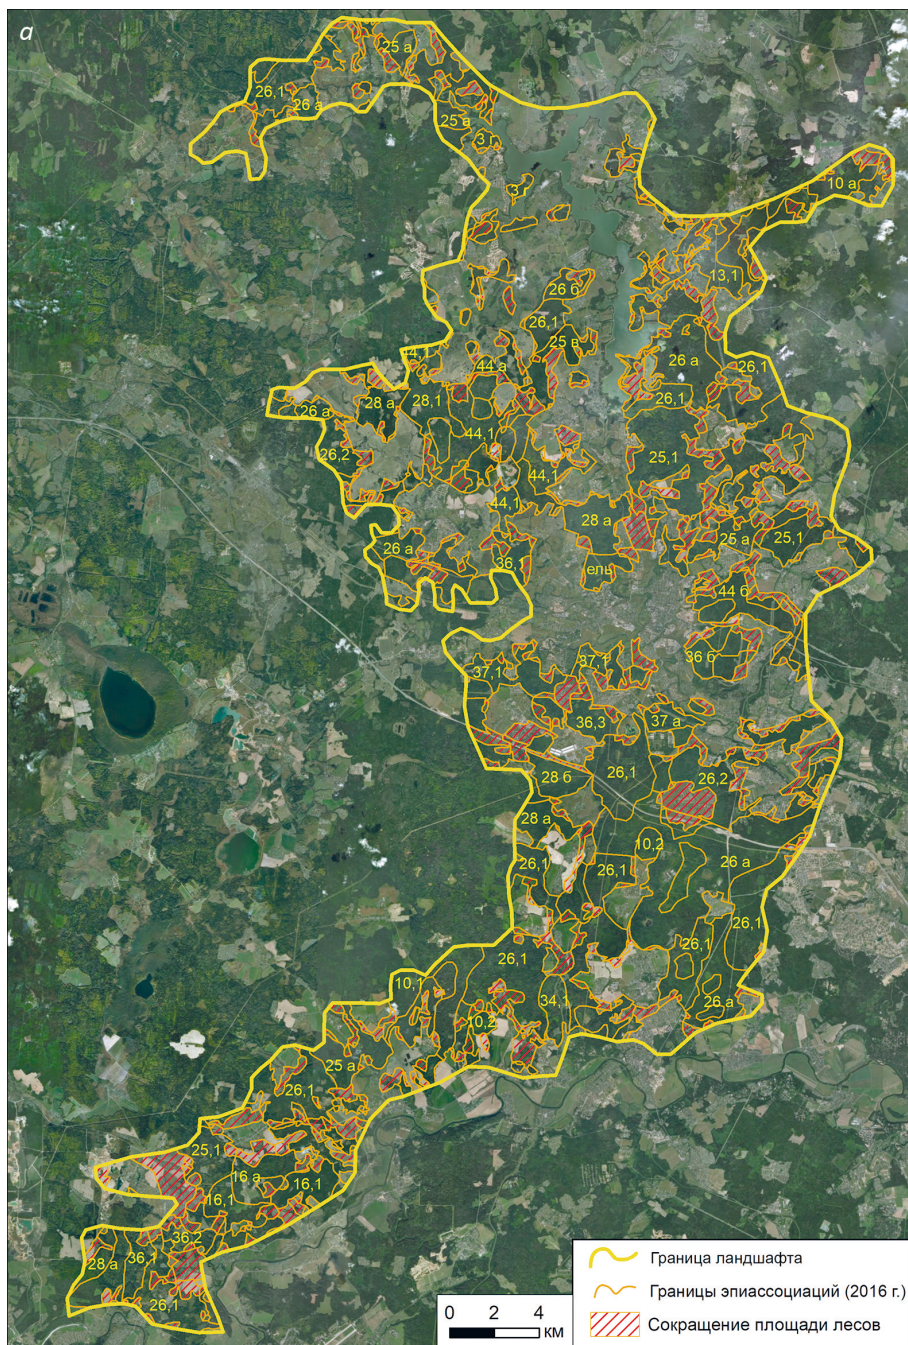 а
25 а
26,1
26 а
25 а
3 г
3 г
10 а
13,1
26 б
26,1
25 в
44,1
44 а
26 а
26,1
26,1
28 а
28,1
26 а
44,1
26,2
25,1
44,1
44,1
28 а
25 а
25,1
26 а
36,1
ель
44 б
36 б
37,1
37,1
37 а
36,3
26,1
26,2
28 б
28 а
10,2
26,1
26,1
26 а
26,1
26,1
26,1
10,1
34,1
26 а
10,2
25 а
26,1
25,1
16 а
16,1
16,1
36,2
36,1
28 а
26,1
Граница ландшафта
Границы эпиассоциаций (2016 г.)
Сокращение площади лесов
0 2 4
км